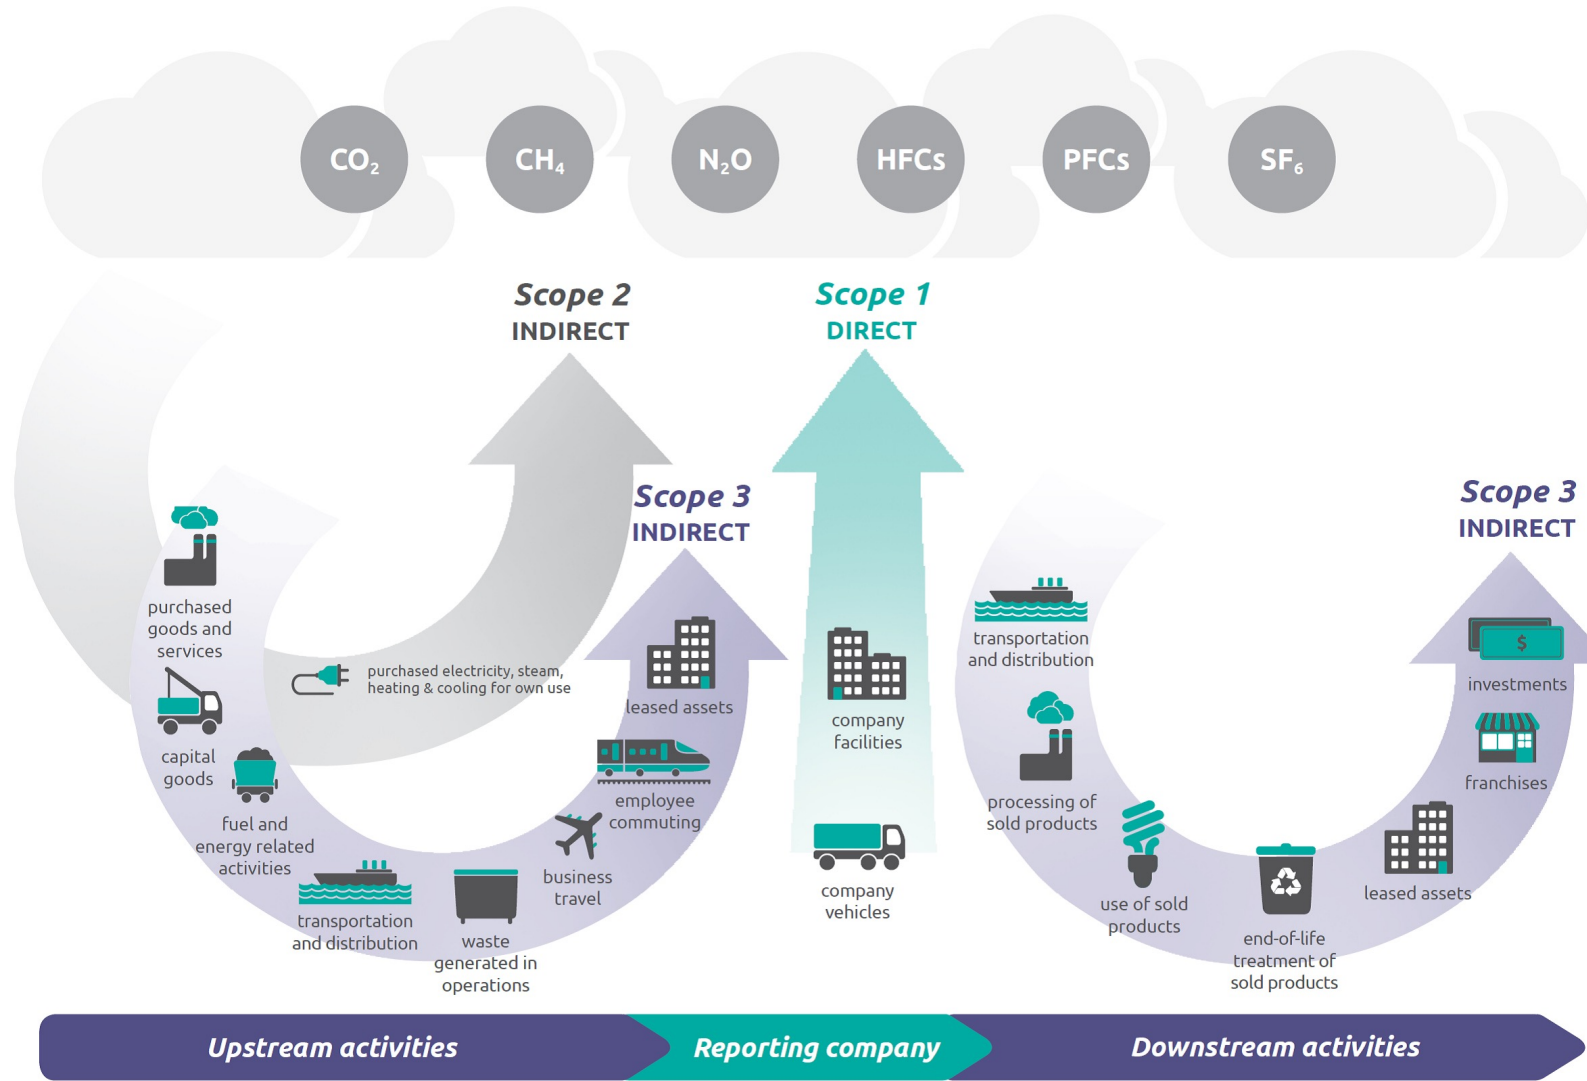 CO₂
CH₄
N₂O
HFCs
PFCs
SF₆
Scope 2
INDIRECT
Scope 1
DIRECT
Scope 3
INDIRECT
Scope 3
INDIRECT
purchased
goods and
services
capital
goods
fuel and
energy related
activities
transportation
and distribution
waste
generated in
operations
business
travel
employee
commuting
leased assets
purchased electricity, steam,
heating & cooling for own use
company
facilities
company
vehicles
transportation
and distribution
processing of
sold products
use of sold
products
end-of-life
treatment of
sold products
leased assets
franchises
$
investments
Upstream activities
Reporting company
Downstream activities